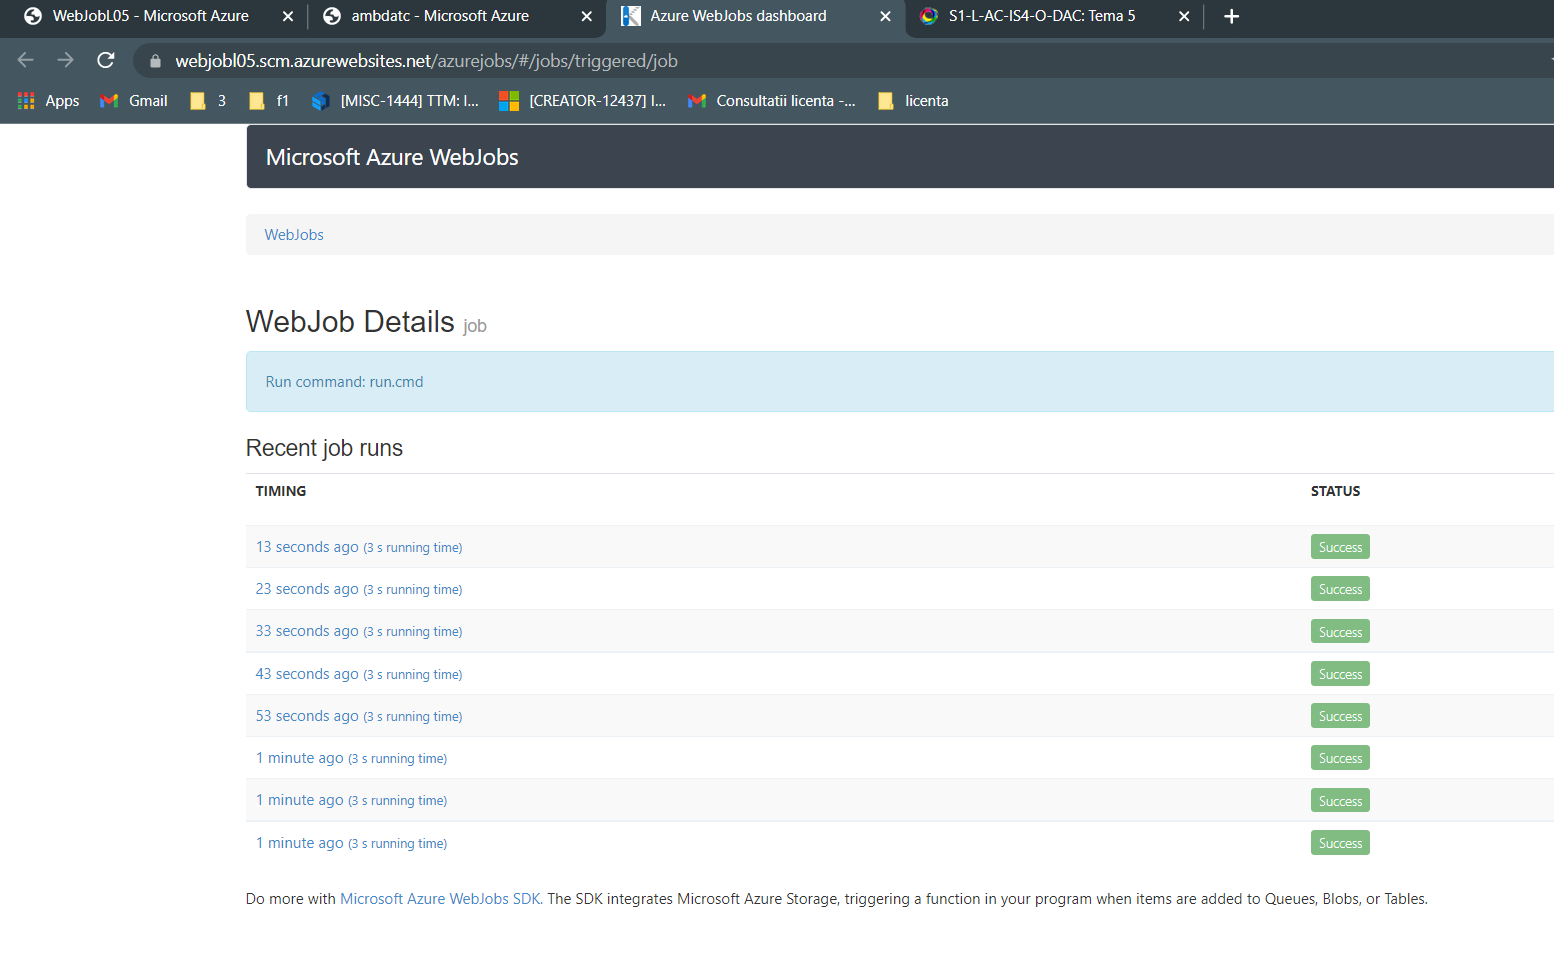 WebJobL05 - Microsoft Azure
ambdatc - Microsoft Azure
Azure WebJobs dashboard
S1-L-AC-IS4-O-DAC: Tema 5
webjobl05.scm.azurewebsites.net/azurejobs/#/jobs/triggered/job
Apps
Gmail
3
f1
[MISC-1444] TTM: I...
[CREATOR-12437] I...
Consultatii licenta -...
licenta
Microsoft Azure WebJobs
WebJobs
WebJob Details job
Run command: run.cmd
Recent job runs
TIMING STATUS
13 seconds ago (3 s running time) Success
23 seconds ago (3 s running time) Success
33 seconds ago (3 s running time) Success
43 seconds ago (3 s running time) Success
53 seconds ago (3 s running time) Success
1 minute ago (3 s running time) Success
1 minute ago (3 s running time) Success
1 minute ago (3 s running time) Success
Do more with Microsoft Azure WebJobs SDK. The SDK integrates Microsoft Azure Storage, triggering a function in your program when items are added to Queues, Blobs, or Tables.